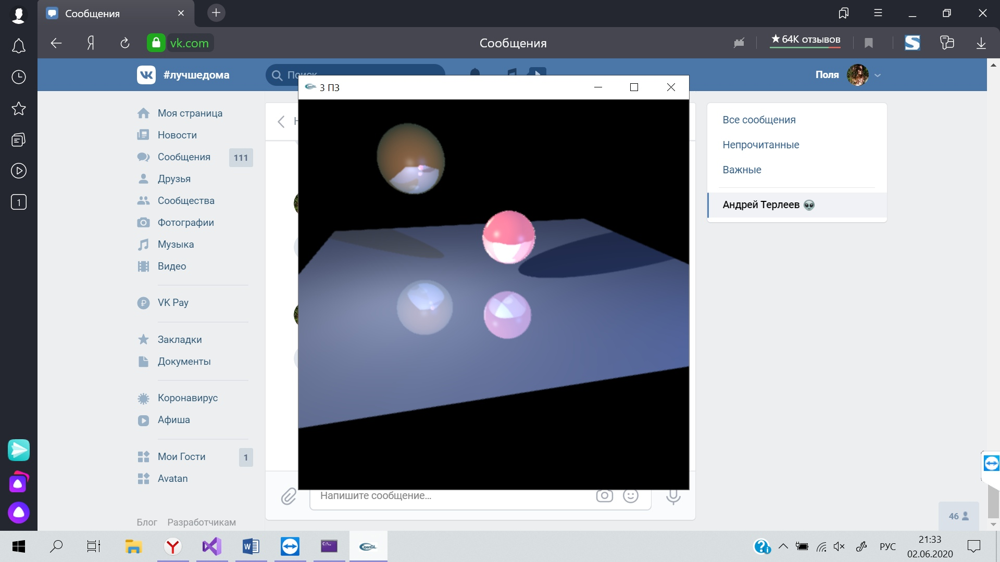 Сообщения
vk.com
Сообщения
★ 64K отзывов
1
#лучшедома
Поиск
Поля
3 ПЗ
Моя страница
Новости
Сообщения 111
Друзья
Сообщества
Фотографии
Музыка
Видео
VK Pay
Закладки
Документы
Коронавирус
Афиша
Мои Гости 1
Avatan
Блог Разработчикам
Все сообщения
Непрочитанные
Важные
Андрей Терлеев 👽
Напишите сообщение...
46
OpenGL
РУС
21:33
02.06.2020